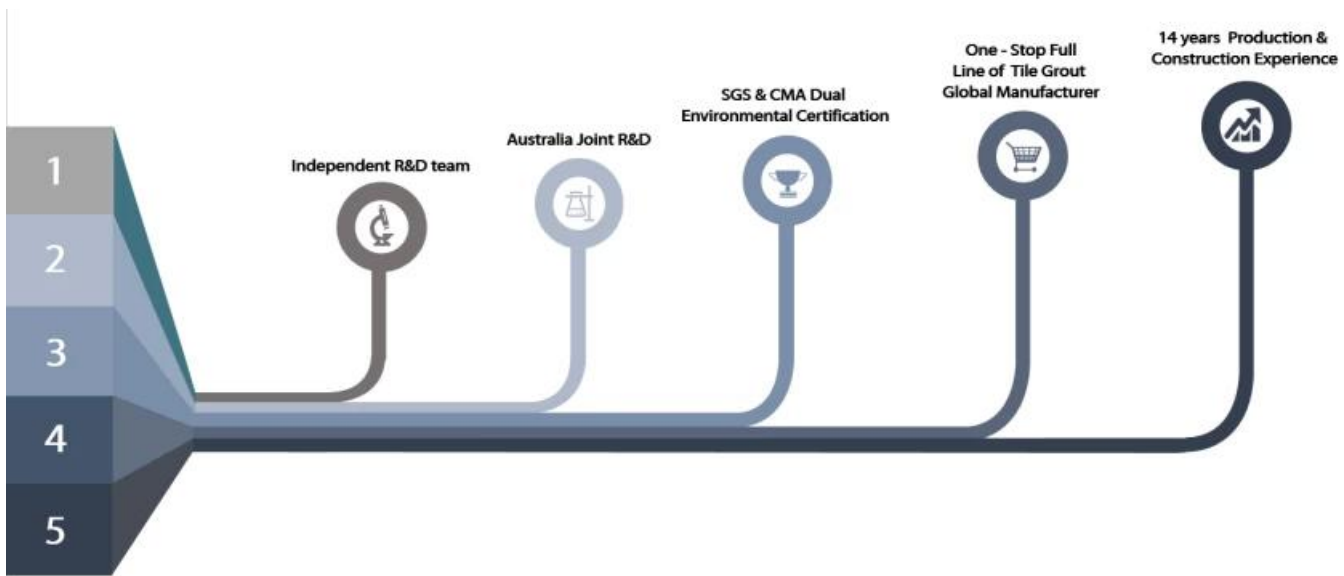 1
2
3
4
5
Independent R&D team
Australia Joint R&D
SGS & CMA Dual
Environmental Certification
One - Stop Full
Line of Tile Grout
Global Manufacturer
14 years Production &
Construction Experience